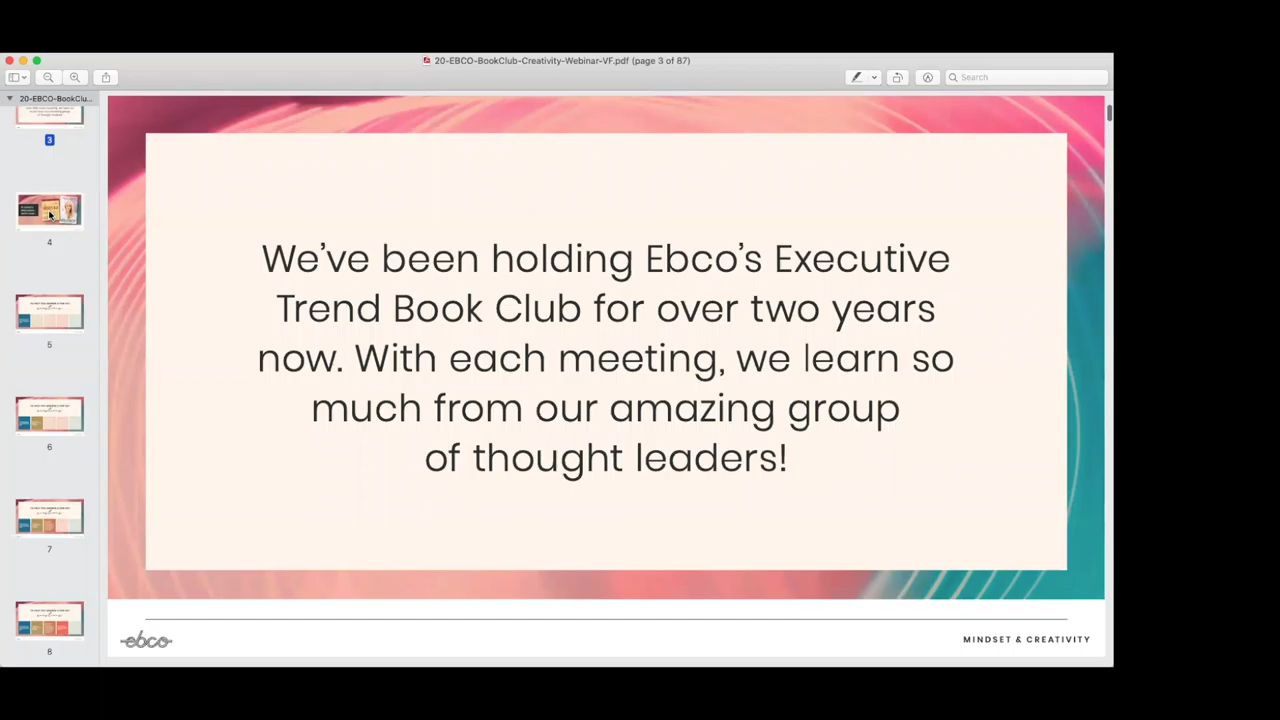 20-EBCO-BookClub-Creativity-Webinar-VF.pdf (page 3 of 87)
Search
20-EBCO-BookClu...
3
4
5
6
7
8
We've been holding Ebco's Executive
Trend Book Club for over two years
now. With each meeting, we learn so
much from our amazing group
of thought leaders!
ebco
MINDSET & CREATIVITY